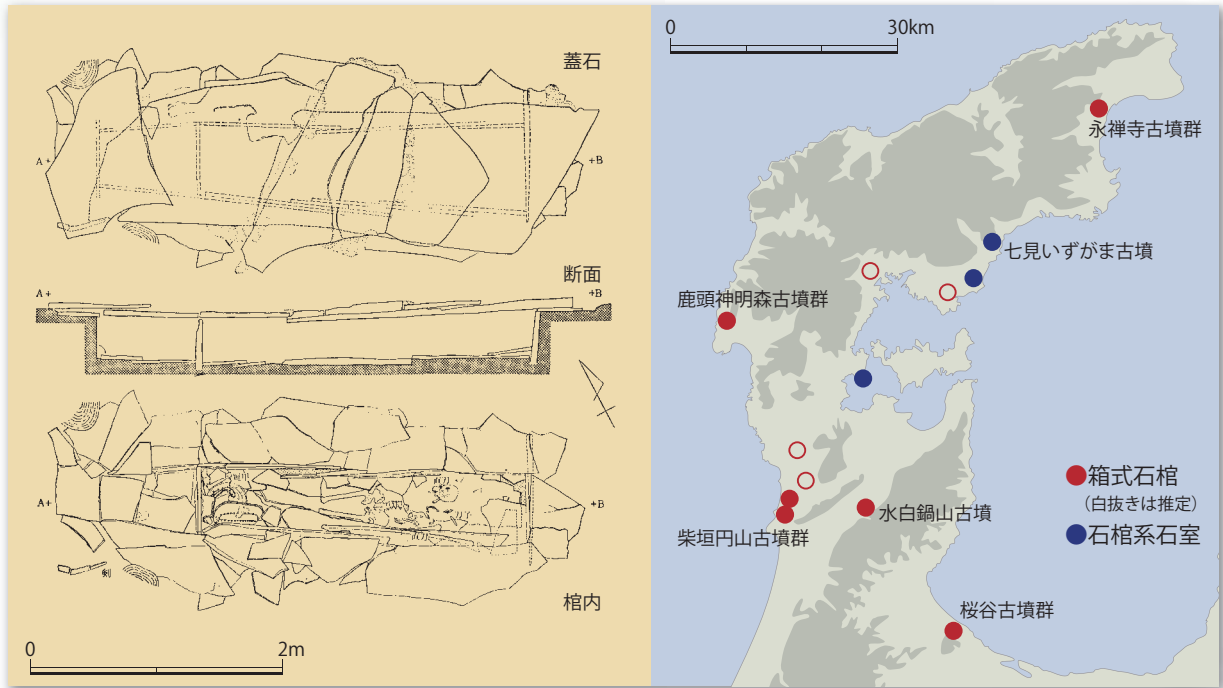 蓋石
A+
+B
断面
A+
+B
棺内
A+
+B
剣
0
2m
0
30km
永禅寺古墳群
七見いずがま古墳
鹿頭神明森古墳群
水白鍋山古墳
柴垣円山古墳群
桜谷古墳群
箱式石棺
（白抜きは推定）
石棺系石室